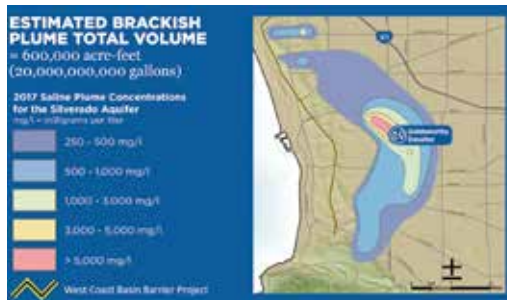 ESTIMATED BRACKISH
PLUME TOTAL VOLUME
= 600,000 acre-feet
(20,000,000,000 gallons)
2017 Saline Plume Concentrations
for the Silverado Aquifer
mg/l = milligrams per liter
250 - 500 mg/l
500 - 1,000 mg/l
1,000 - 3,000 mg/l
3,000 - 5,000 mg/l
> 5,000 mg/l
West Coast Basin Barrier Project
Goldsworthy
Desalter